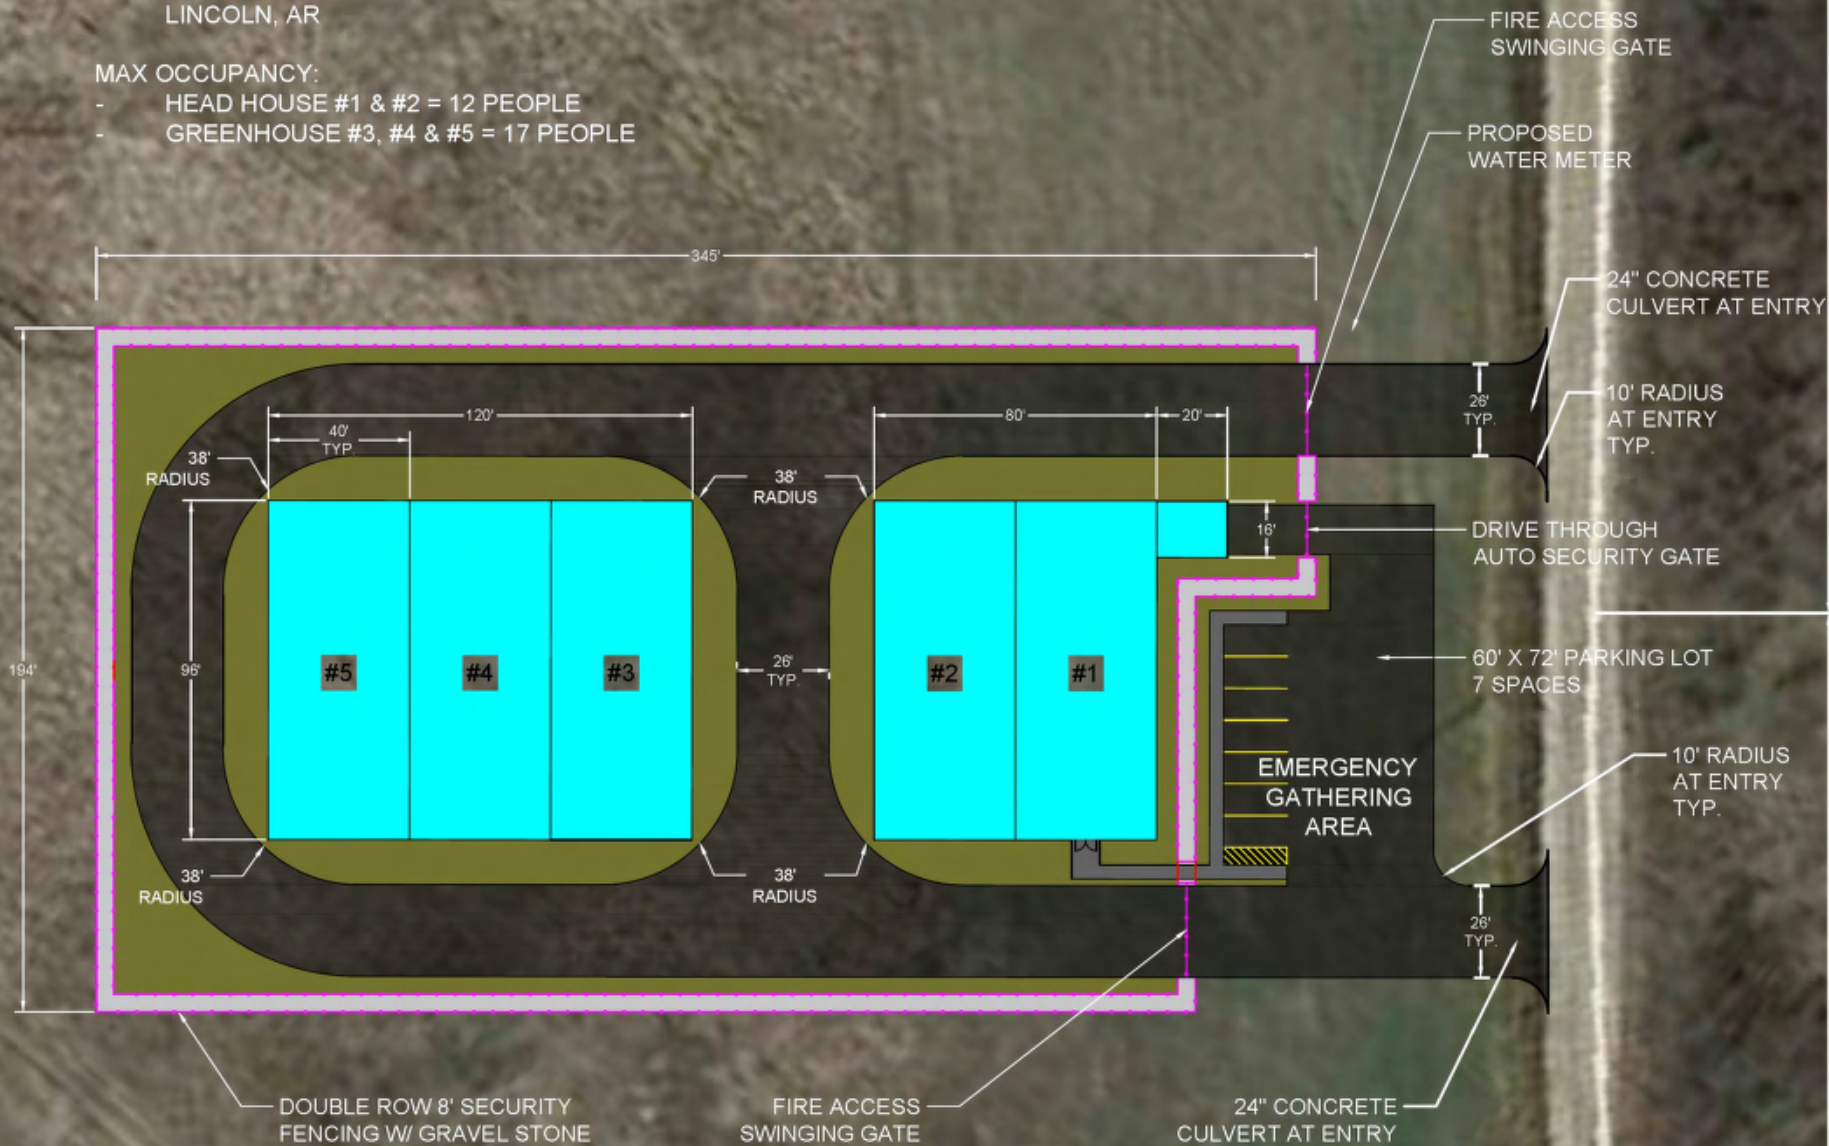 LINCOLN, AR
MAX OCCUPANCY:
- HEAD HOUSE #1 & #2 = 12 PEOPLE
- GREENHOUSE #3, #4 & #5 = 17 PEOPLE
FIRE ACCESS
SWINGING GATE
PROPOSED
WATER METER
345'
24" CONCRETE
CULVERT AT ENTRY
10' RADIUS
AT ENTRY
TYP.
26'
TYP.
120'
40'
TYP.
80'
20'
38'
RADIUS
38'
RADIUS
16'
DRIVE THROUGH
AUTO SECURITY GATE
194'
96'
#5
#4
#3
26'
TYP.
#2
#1
60' X 72' PARKING LOT
7 SPACES
EMERGENCY
GATHERING
AREA
10' RADIUS
AT ENTRY
TYP.
38'
RADIUS
38'
RADIUS
26'
TYP.
DOUBLE ROW 8' SECURITY
FENCING W/ GRAVEL STONE
FIRE ACCESS
SWINGING GATE
24" CONCRETE
CULVERT AT ENTRY